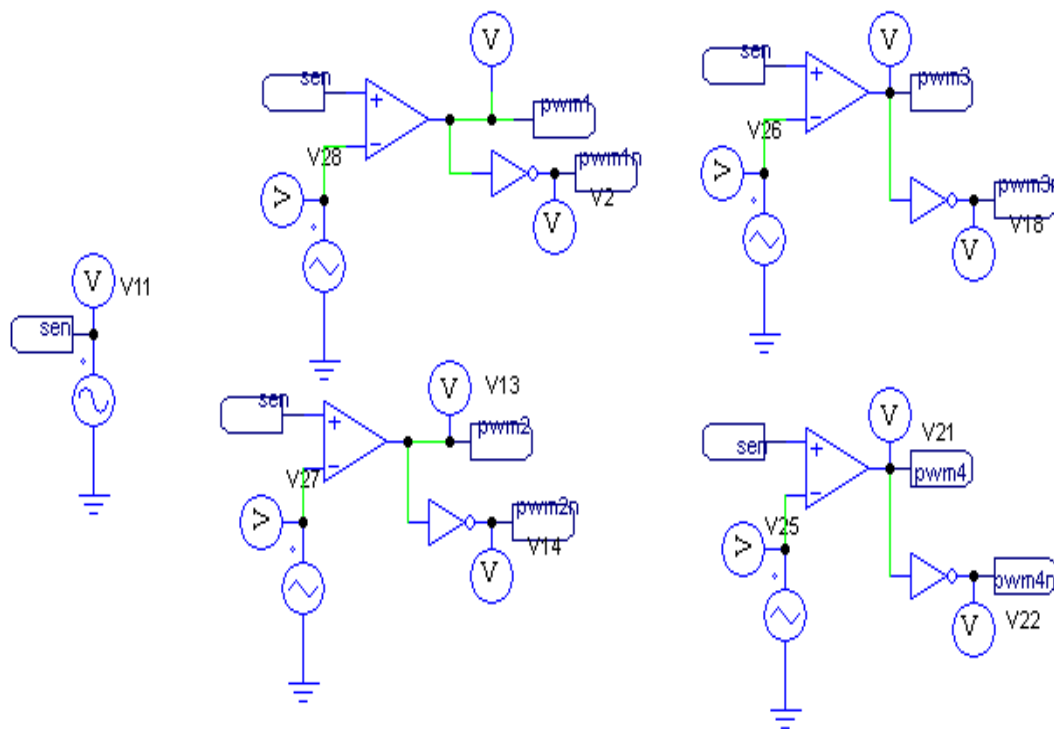 V
sen
+
-
V28
V
pwm1
pwm1n
V2
V
V
sen
+
-
V26
V
pwm3
pwm3n
V18
V
V
V11
sen
V
V13
sen
+
-
V27
V
pwm2
pwm2n
V14
V
V
V21
sen
+
-
V25
V
pwm4
pwm4n
V22
V